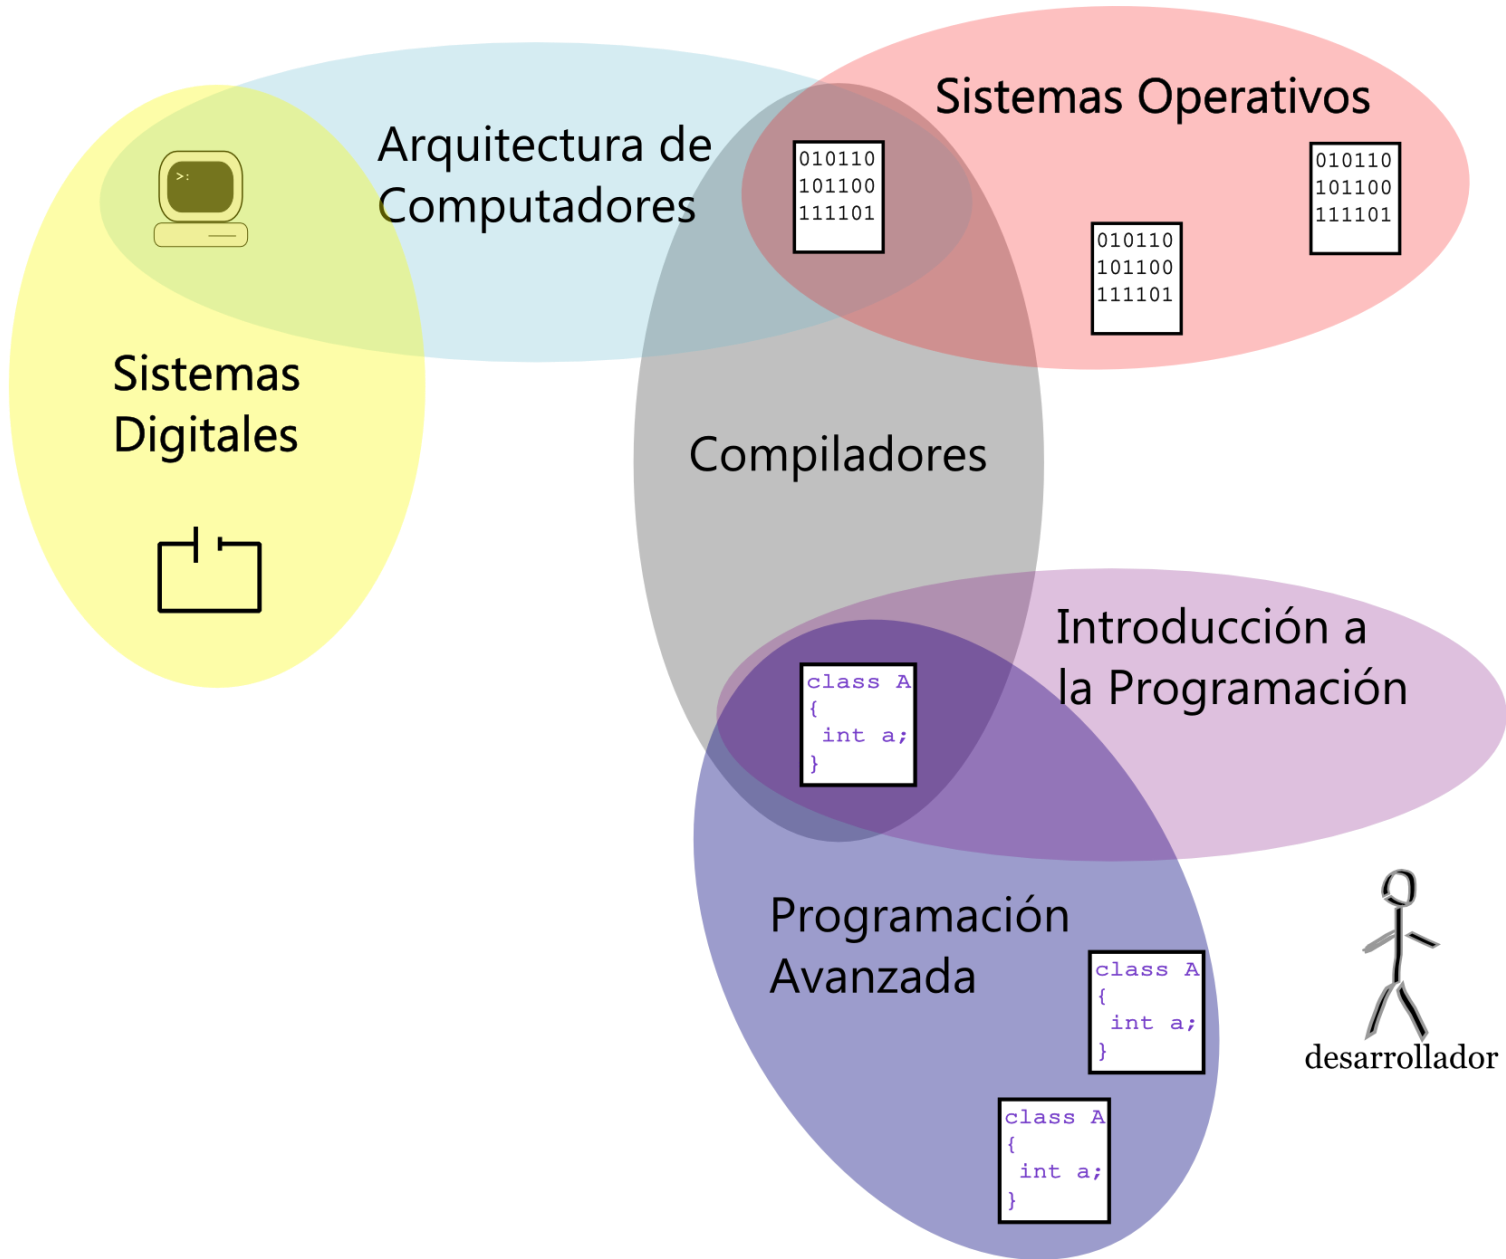 Sistemas Operativos
Arquitectura de
Computadores
010110
101100
111101
010110
101100
111101
010110
101100
111101
>:
Sistemas
Digitales
Compiladores
Introducción a
la Programación
class A
{
int a;
}
Programación
Avanzada
class A
{
int a;
}
desarrollador
class A
{
int a;
}